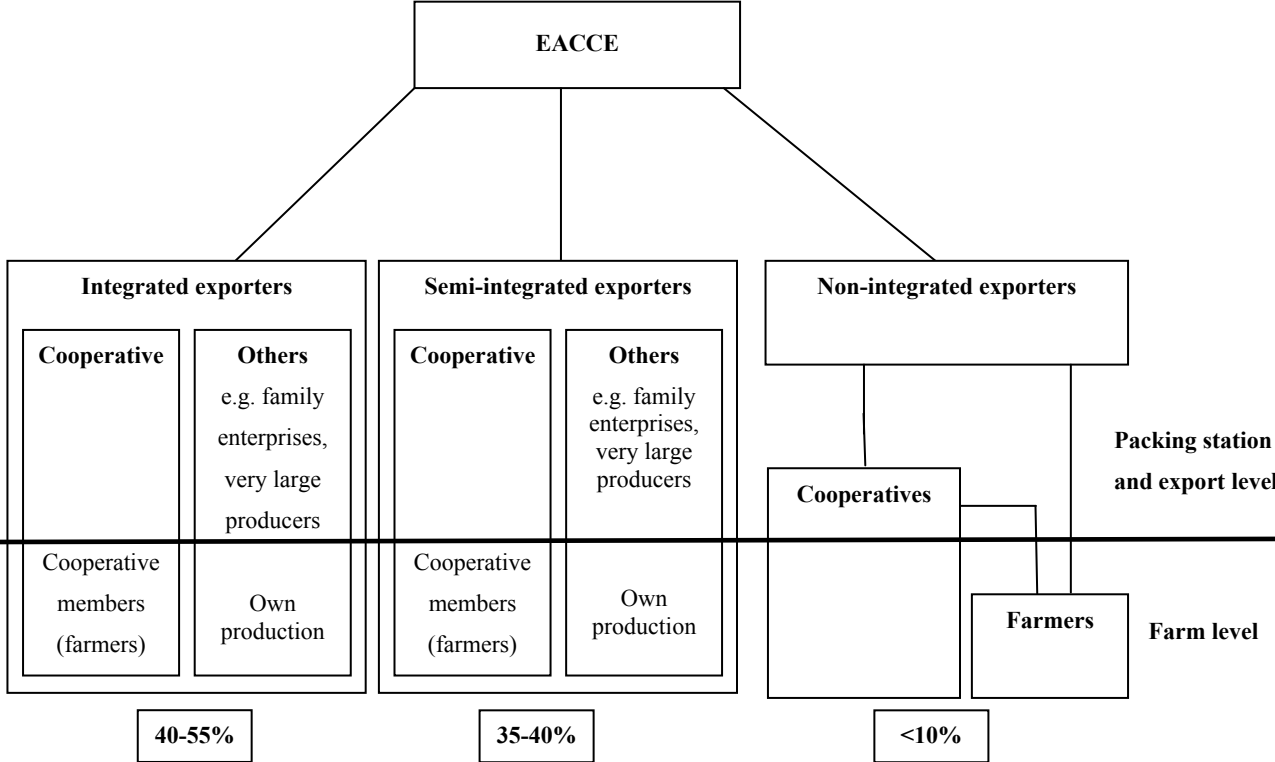 EACCE
Integrated exporters
Cooperative
Others
e.g. family
enterprises,
very large
producers
Cooperative
members
(farmers)
Own
production
40-55%
Semi-integrated exporters
Cooperative
Others
e.g. family
enterprises,
very large
producers
Cooperative
members
(farmers)
Own
production
35-40%
Non-integrated exporters
Cooperatives
Farmers
<10%
Packing station
and export level
Farm level